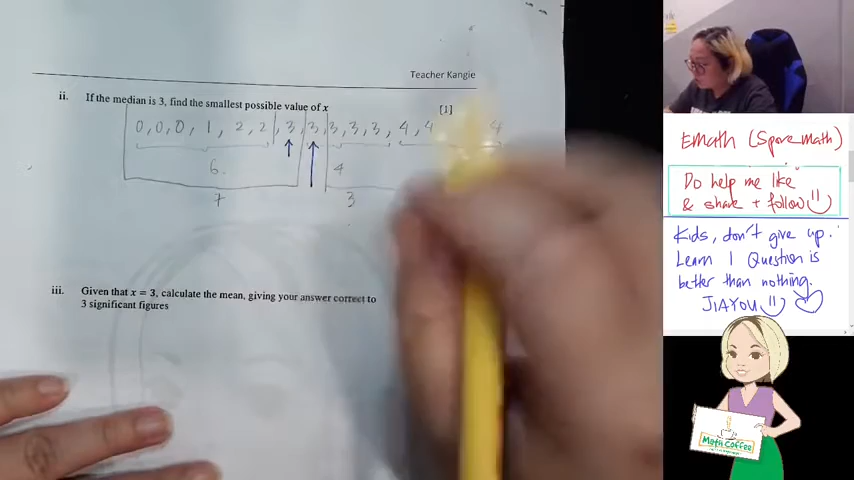 Teacher Kangie
ii. If the median is 3, find the smallest possible value of x
[1]
0, 0, 0, 1, 2, 2, 3, 3, 3, 3, 3, 4, 4 4
6. 4
7 3
iii. Given that x = 3, calculate the mean, giving your answer correct to
3 significant figures
EMath (Spore Math)
Do help me like
& share + follow
Kids, don't give up.
Learn 1 Question is
better than nothing.
JIAYOU
Math Coffee